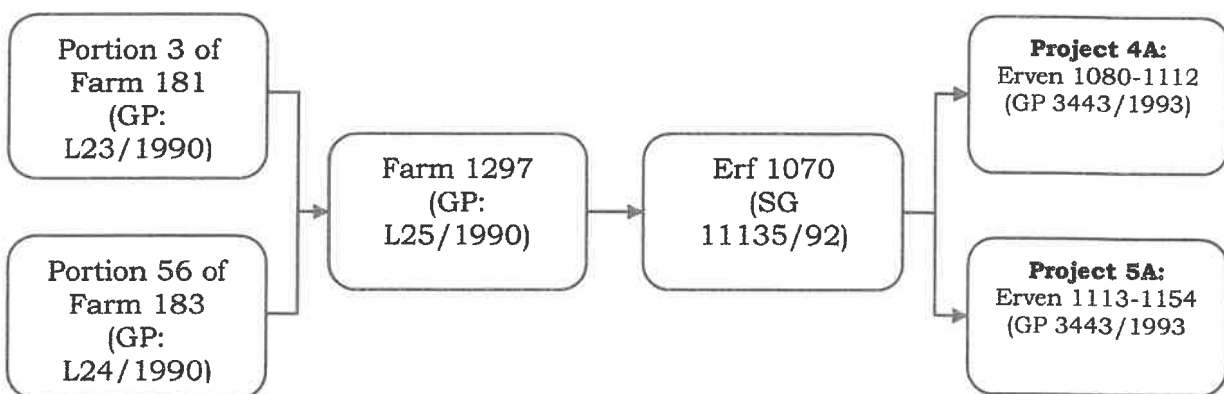 Portion 3 of
Farm 181
(GP:
L23/1990)
Portion 56 of
Farm 183
(GP:
L24/1990)
Farm 1297
(GP:
L25/1990)
Erf 1070
(SG
11135/92)
Project 4A:
Erven 1080-1112
(GP 3443/1993)
Project 5A:
Erven 1113-1154
(GP 3443/1993